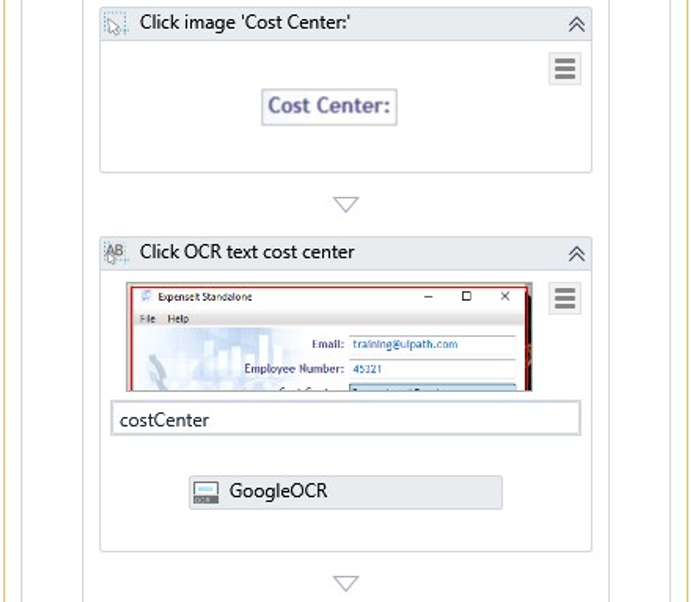 Click image 'Cost Center:'
Cost Center:
Click OCR text cost center
ExpenseIt Standalone
File Help
Email: training@uipath.com
Employee Number: 45321
costCenter
GoogleOCR